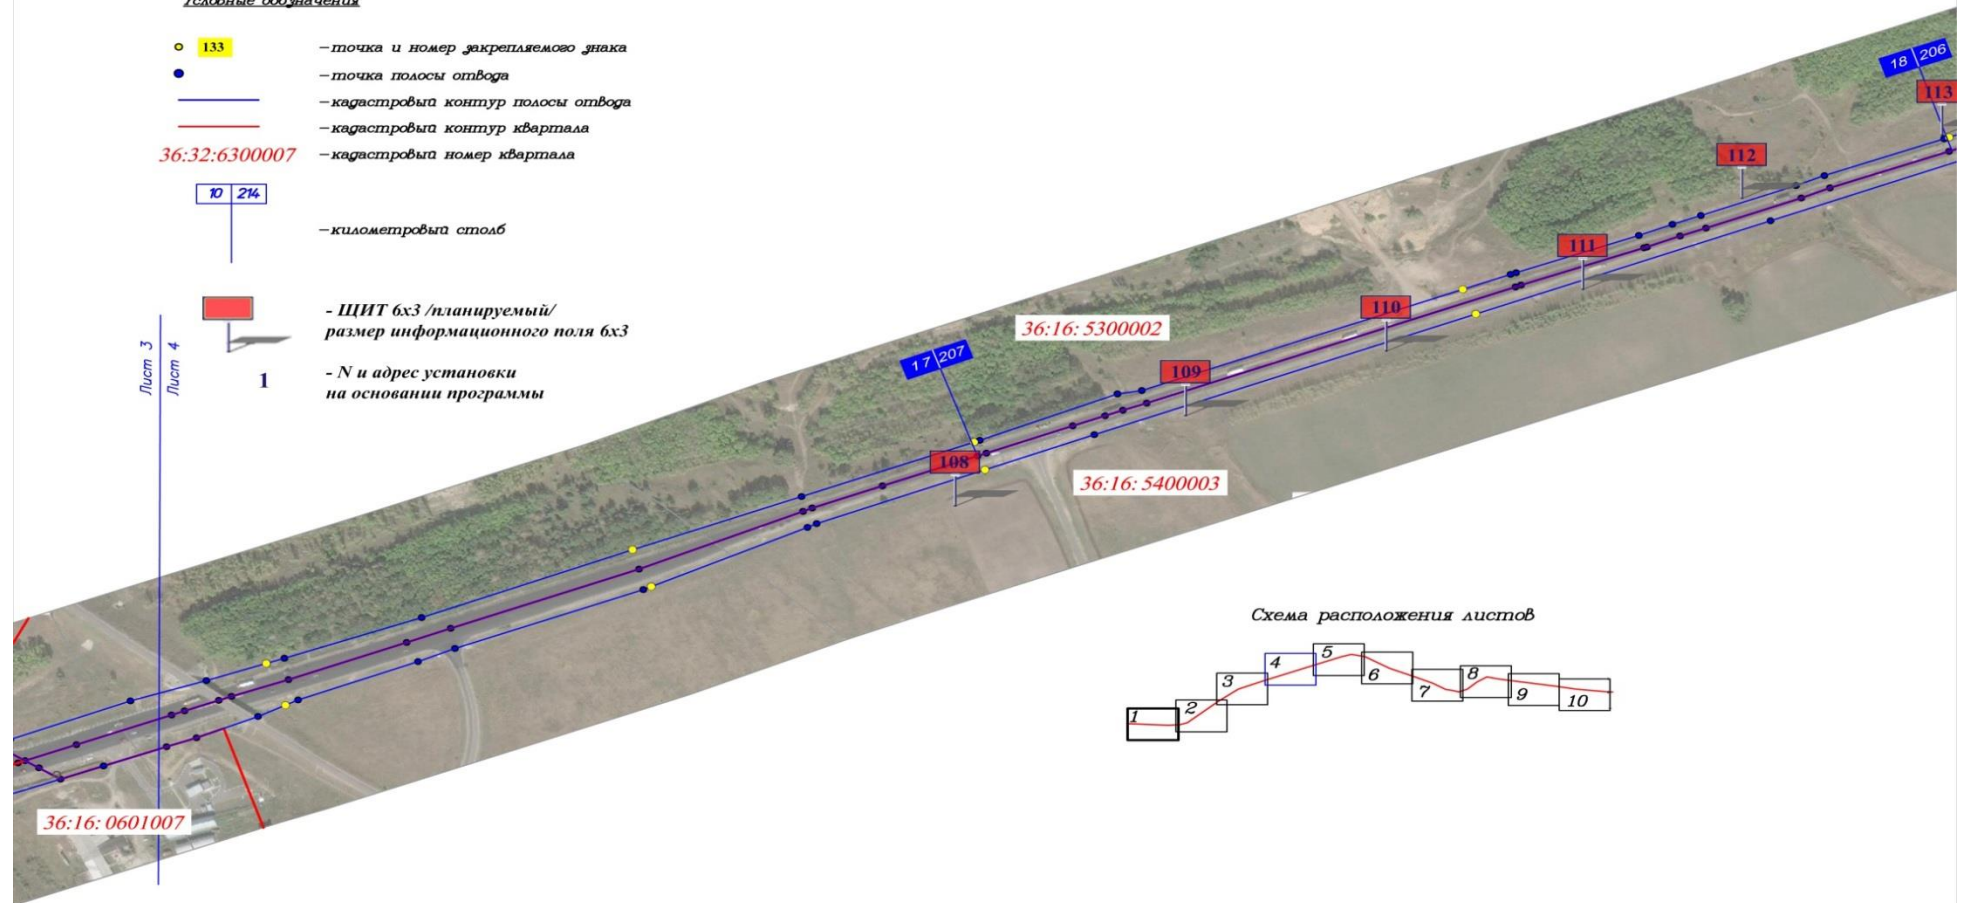 Условные обозначения
133
– точка и номер закрепляемого знака
– точка полосы отвода
– кадастровый контур полосы отвода
– кадастровый контур квартала
36:32:6300007
– кадастровый номер квартала
10 214
– километровый столб
- ЩИТ 6х3 /планируемый/
размер информационного поля 6х3
1
- N и адрес установки
на основании программы
Лист 3
Лист 4
18 206
113
112
111
110
36:16: 5300002
17 207
109
108
36:16: 5400003
36:16: 0601007
Схема расположения листов
1
2
3
4
5
6
7
8
9
10